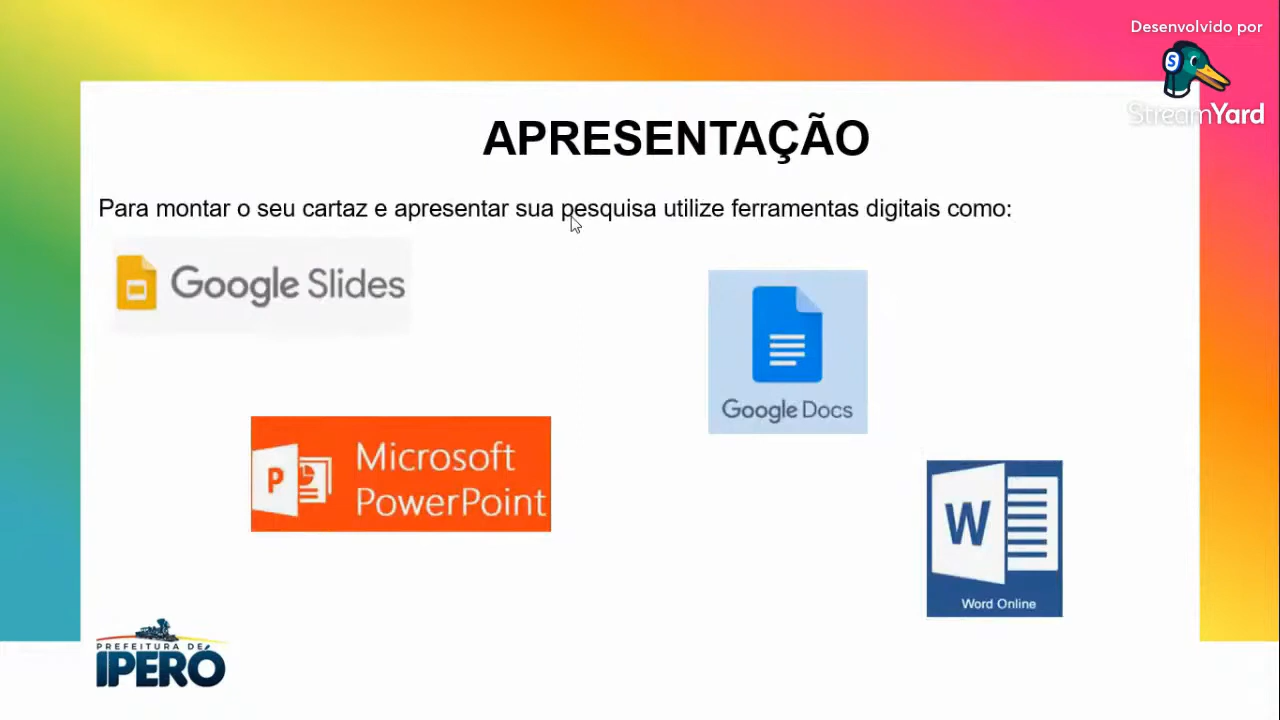 Desenvolvido por
S
StreamYard
APRESENTAÇÃO
Para montar o seu cartaz e apresentar sua pesquisa utilize ferramentas digitais como:
Google Slides
Google Docs
P
Microsoft
PowerPoint
W
Word Online
PREFEITURA DE
IPERÓ